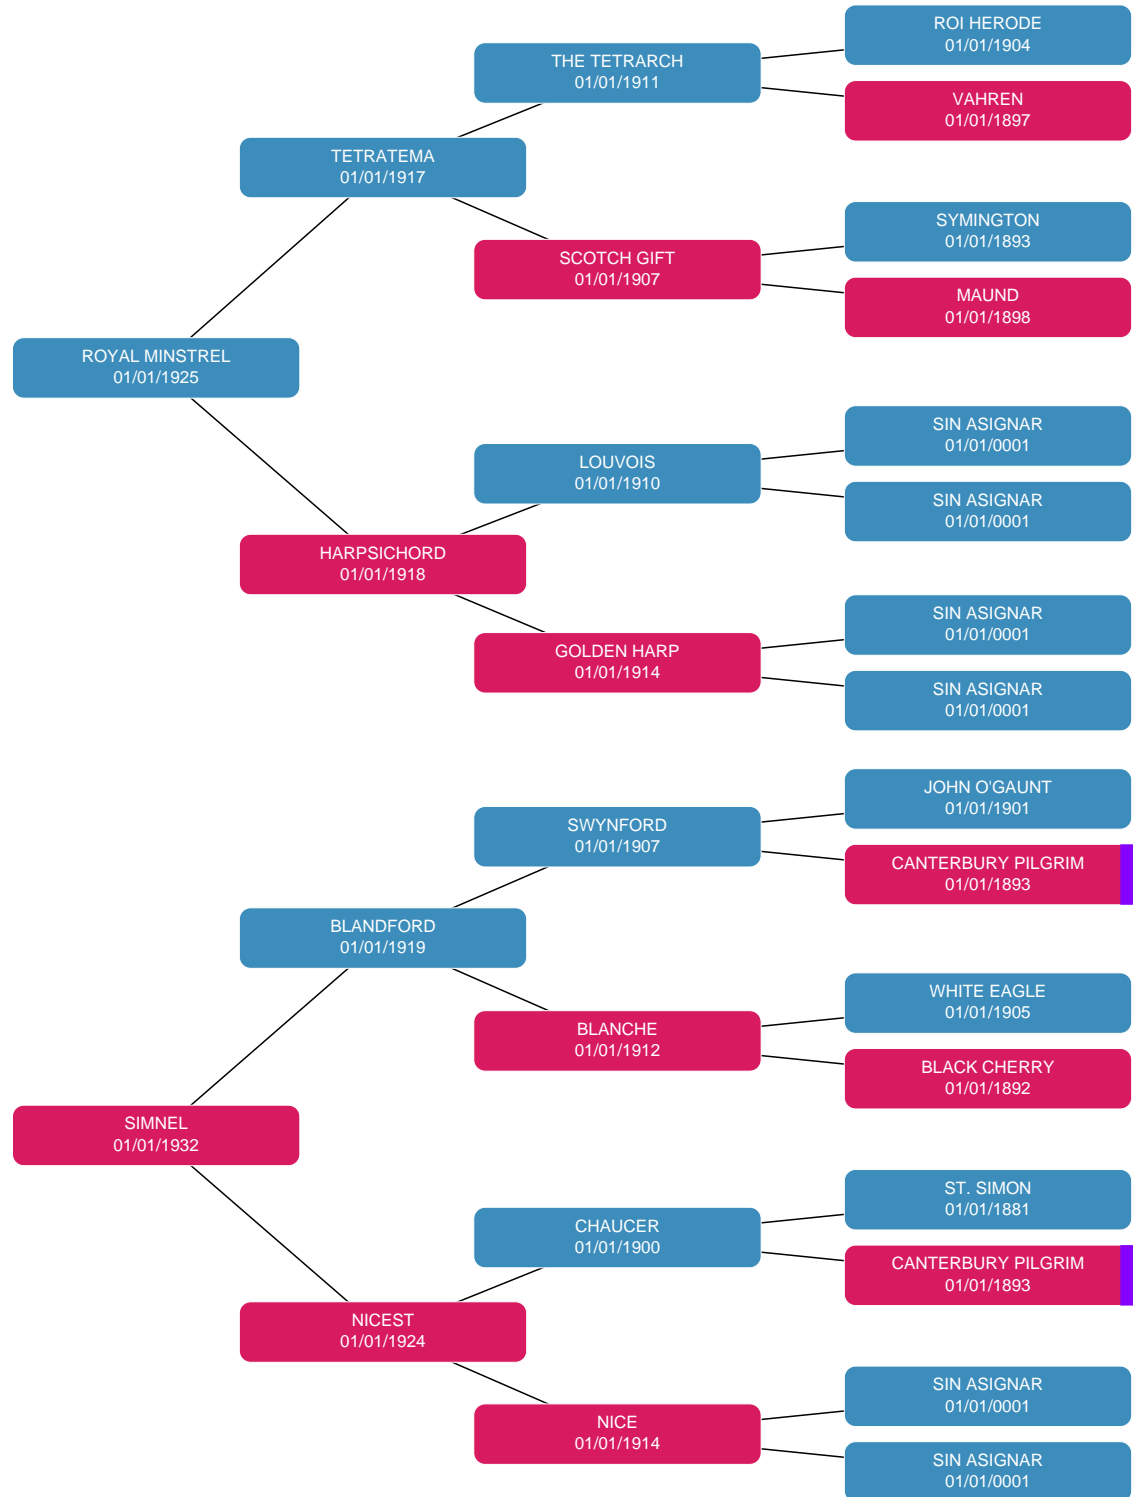 ROI HERODE
01/01/1904
THE TETRARCH
01/01/1911
VAHREN
01/01/1897
TETRATEMA
01/01/1917
SYMINGTON
01/01/1893
SCOTCH GIFT
01/01/1907
MAUND
01/01/1898
ROYAL MINSTREL
01/01/1925
SIN ASIGNAR
01/01/0001
LOUVOIS
01/01/1910
SIN ASIGNAR
01/01/0001
HARPSICHORD
01/01/1918
SIN ASIGNAR
01/01/0001
GOLDEN HARP
01/01/1914
SIN ASIGNAR
01/01/0001
JOHN O'GAUNT
01/01/1901
SWYNFORD
01/01/1907
CANTERBURY PILGRIM
01/01/1893
BLANDFORD
01/01/1919
WHITE EAGLE
01/01/1905
BLANCHE
01/01/1912
BLACK CHERRY
01/01/1892
SIMNEL
01/01/1932
ST. SIMON
01/01/1881
CHAUCER
01/01/1900
CANTERBURY PILGRIM
01/01/1893
NICEST
01/01/1924
SIN ASIGNAR
01/01/0001
NICE
01/01/1914
SIN ASIGNAR
01/01/0001